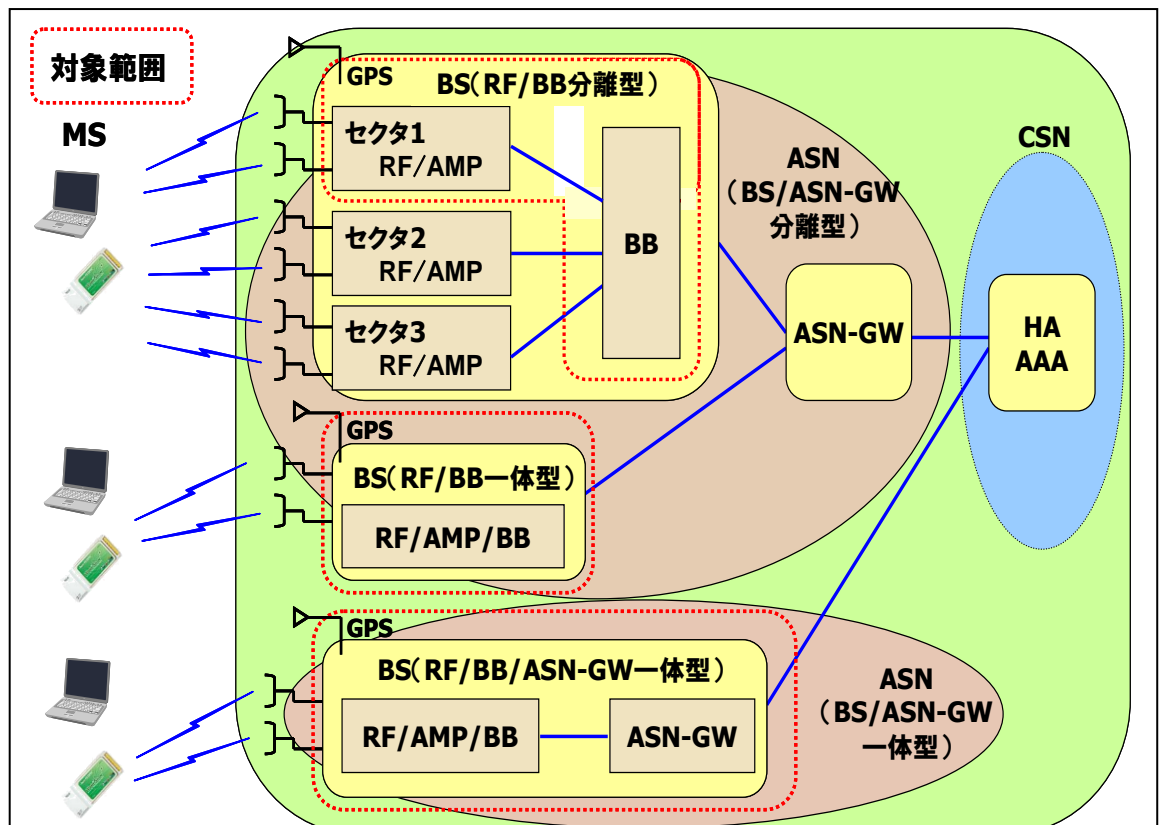 対象範囲
MS
GPS
BS（RF/BB分離型）
セクタ1
RF/AMP
セクタ2
RF/AMP
セクタ3
RF/AMP
BB
ASN
（BS/ASN-GW
分離型）
ASN-GW
CSN
HA
AAA
GPS
BS（RF/BB一体型）
RF/AMP/BB
GPS
BS（RF/BB/ASN-GW一体型）
RF/AMP/BB
ASN-GW
ASN
（BS/ASN-GW
一体型）